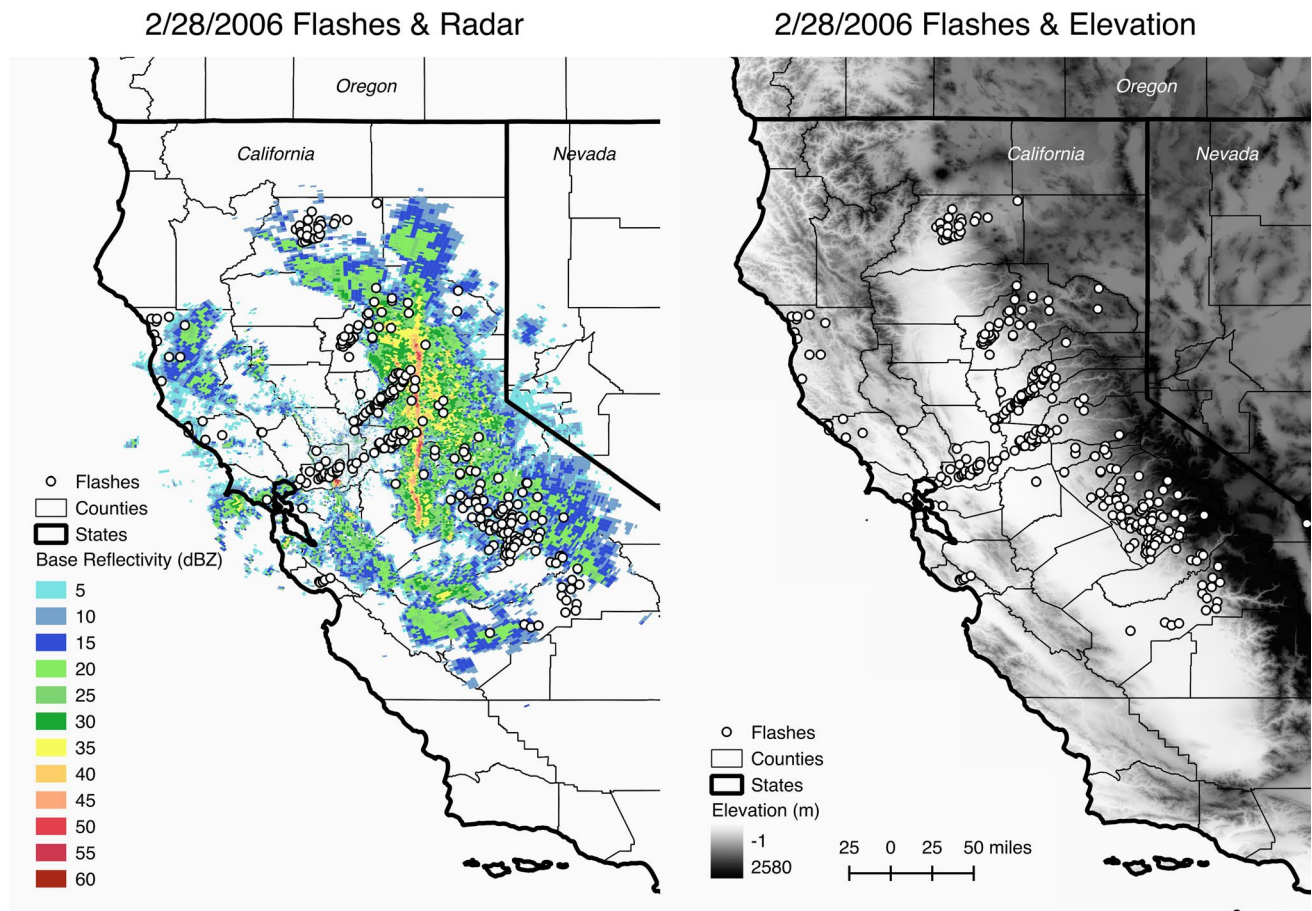 2/28/2006 Flashes & Radar
Oregon
California
Nevada
Flashes
Counties
States
Base Reflectivity (dBZ)
5
10
15
20
25
30
35
40
45
50
55
60
2/28/2006 Flashes & Elevation
Oregon
California
Nevada
Flashes
Counties
States
Elevation (m)
-1
2580
25 0 25 50 miles